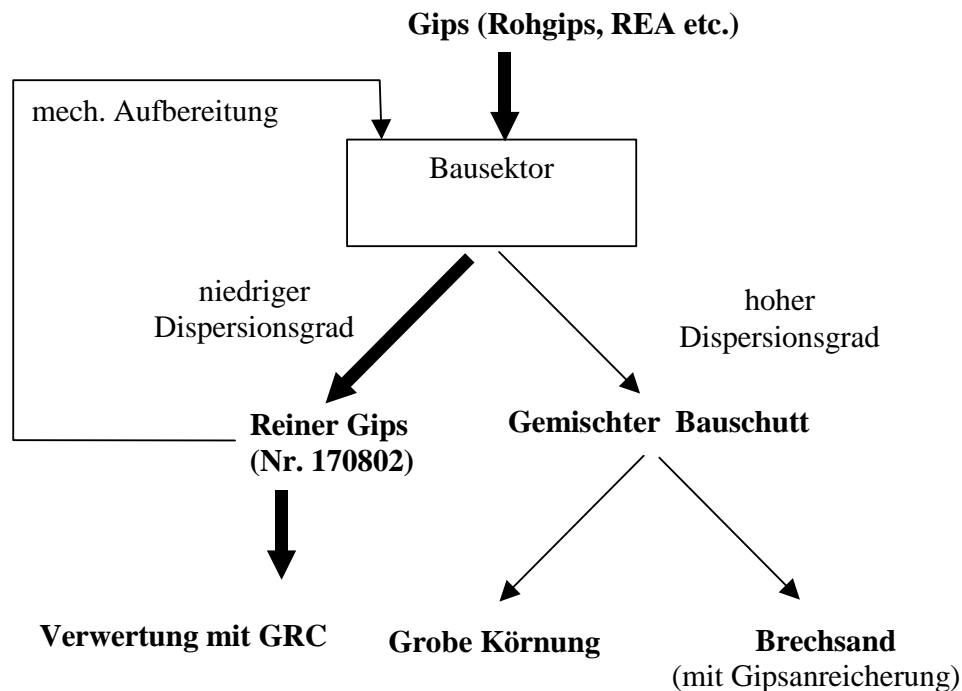 Gips (Rohgips, REA etc.)
mech. Aufbereitung
Bausektor
niedriger
Dispersionsgrad
hoher
Dispersionsgrad
Reiner Gips
(Nr. 170802)
Gemischter Bauschutt
Verwertung mit GRC
Grobe Körnung
Brechsand
(mit Gipsanreicherung)